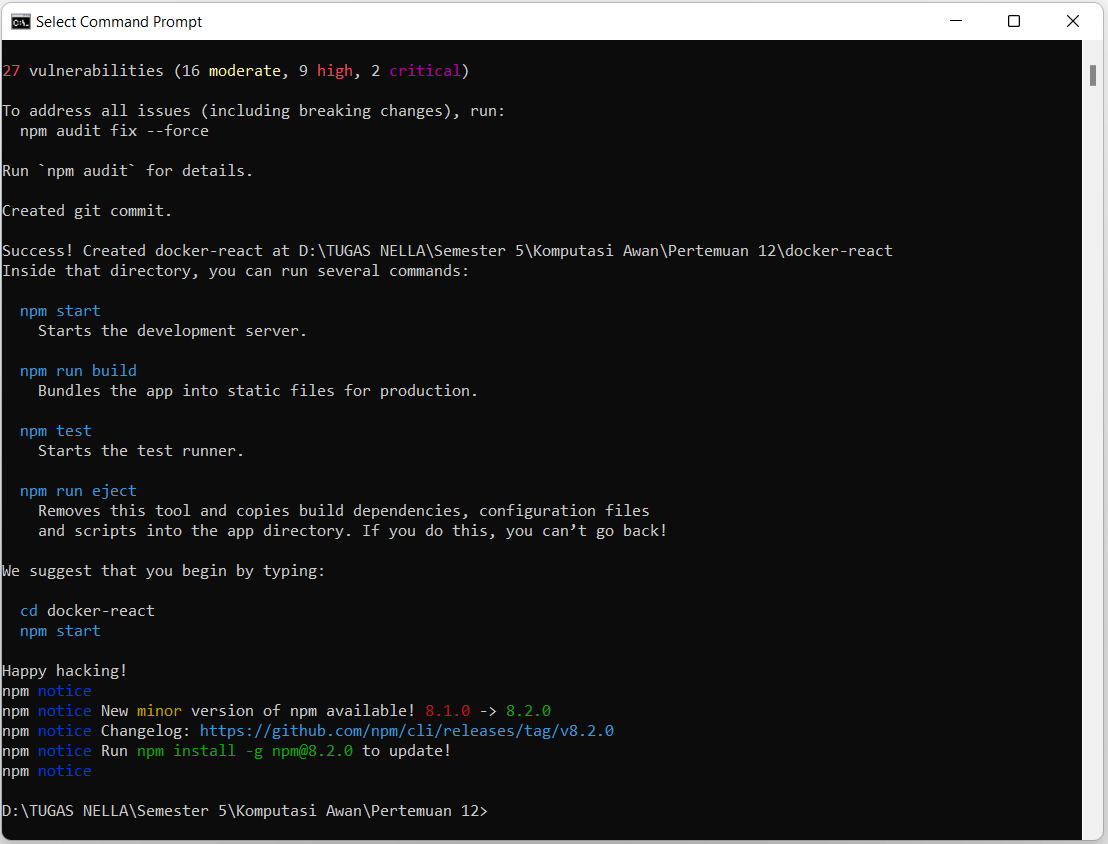 Select Command Prompt
27 vulnerabilities (16 moderate, 9 high, 2 critical)
To address all issues (including breaking changes), run:
npm audit fix --force
Run `npm audit` for details.
Created git commit.
Success! Created docker-react at D:\TUGAS NELLA\Semester 5\Komputasi Awan\Pertemuan 12\docker-react
Inside that directory, you can run several commands:
npm start
Starts the development server.
npm run build
Bundles the app into static files for production.
npm test
Starts the test runner.
npm run eject
Removes this tool and copies build dependencies, configuration files
and scripts into the app directory. If you do this, you can’t go back!
We suggest that you begin by typing:
cd docker-react
npm start
Happy hacking!
npm notice
npm notice New minor version of npm available! 8.1.0 -> 8.2.0
npm notice Changelog: https://github.com/npm/cli/releases/tag/v8.2.0
npm notice Run npm install -g npm@8.2.0 to update!
npm notice
D:\TUGAS NELLA\Semester 5\Komputasi Awan\Pertemuan 12>